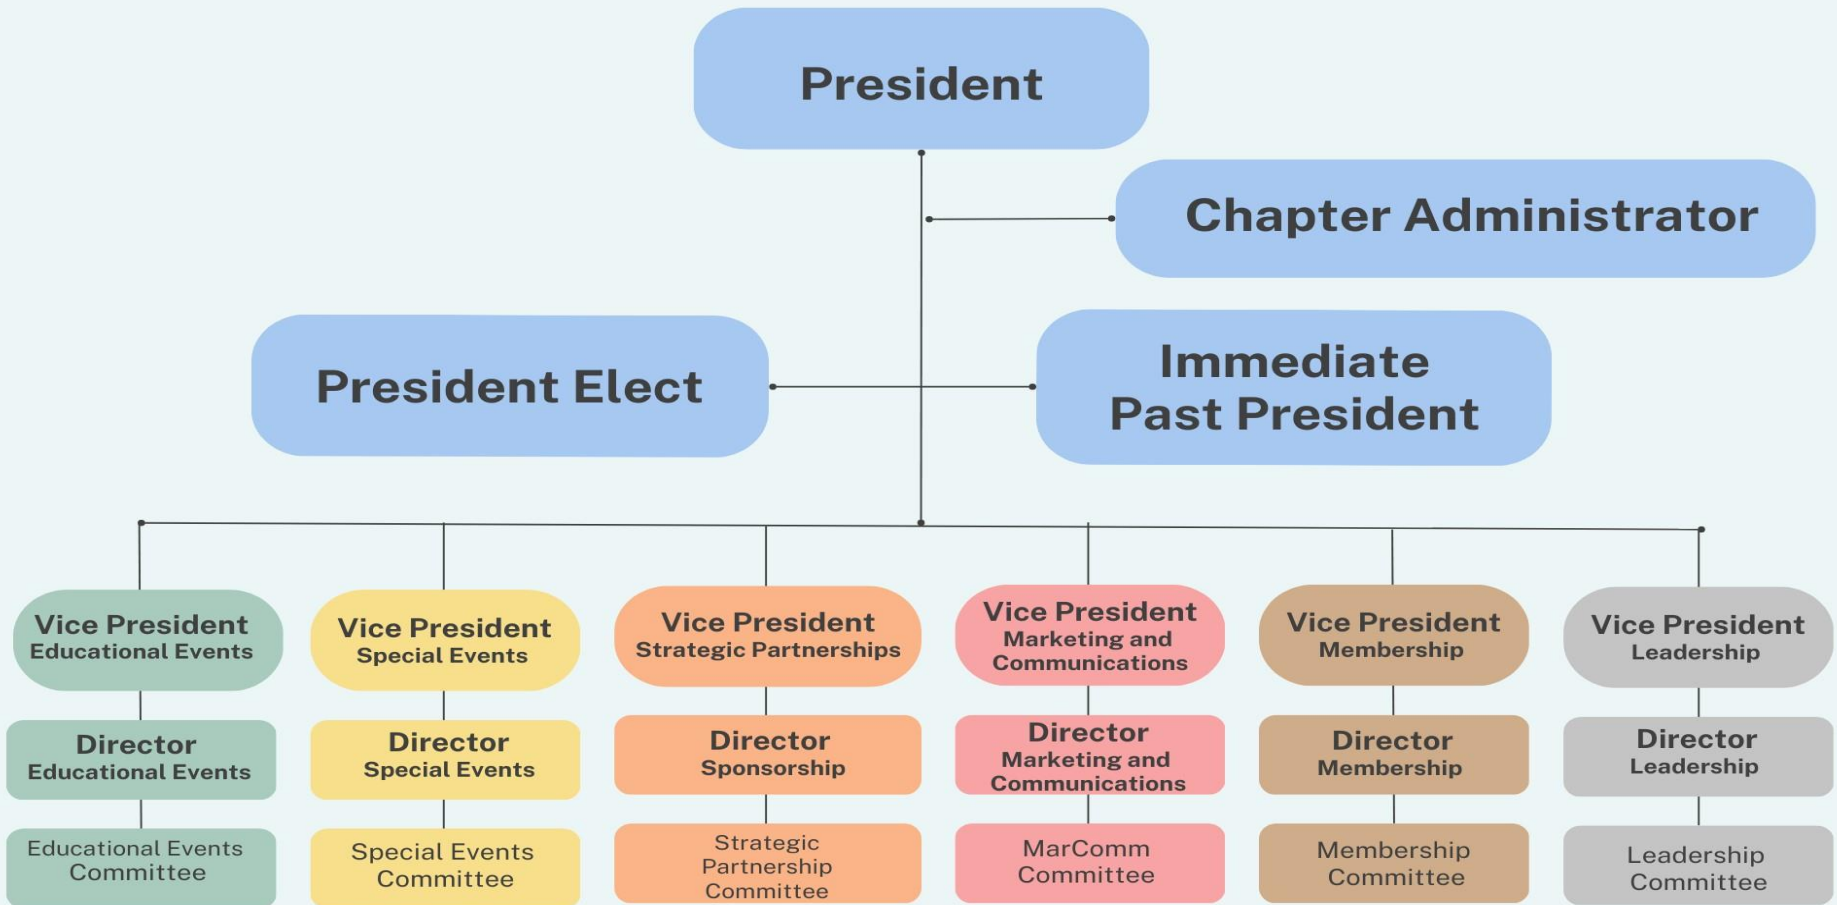 President
Chapter Administrator
President Elect
Immediate
Past President
Vice President
Educational Events
Vice President
Special Events
Vice President
Strategic Partnerships
Vice President
Marketing and
Communications
Vice President
Membership
Vice President
Leadership
Director
Educational Events
Director
Special Events
Director
Sponsorship
Director
Marketing and
Communications
Director
Membership
Director
Leadership
Educational Events
Committee
Special Events
Committee
Strategic
Partnership
Committee
MarComm
Committee
Membership
Committee
Leadership
Committee